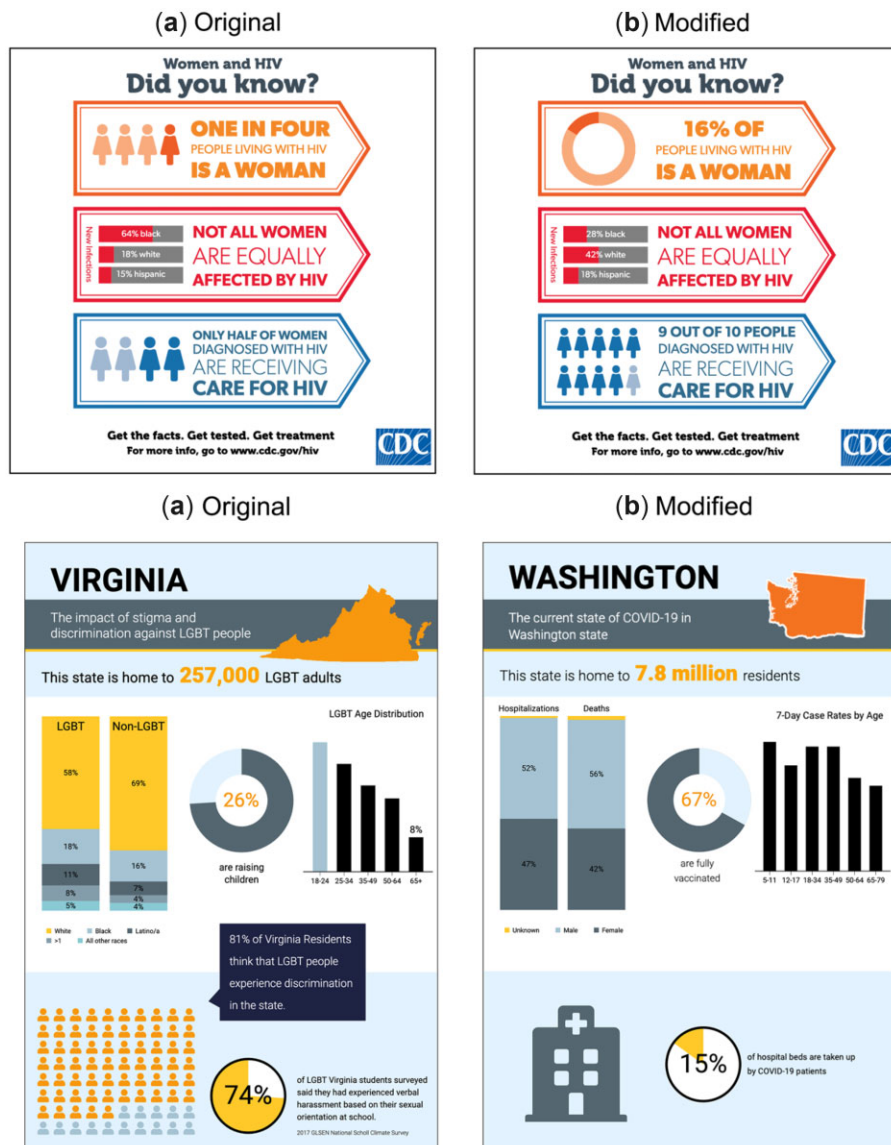 (a) Original
Women and HIV
Did you know?
ONE IN FOUR
PEOPLE LIVING WITH HIV
IS A WOMAN
New Infections
64% black
18% white
15% hispanic
NOT ALL WOMEN
ARE EQUALLY
AFFECTED BY HIV
ONLY HALF OF WOMEN
DIAGNOSED WITH HIV
ARE RECEIVING
CARE FOR HIV
Get the facts. Get tested. Get treatment
For more info, go to www.cdc.gov/hiv
CDC
(b) Modified
Women and HIV
Did you know?
16% OF
PEOPLE LIVING WITH HIV
IS A WOMAN
New Infections
28% black
42% white
18% hispanic
NOT ALL WOMEN
ARE EQUALLY
AFFECTED BY HIV
9 OUT OF 10 PEOPLE
DIAGNOSED WITH HIV
ARE RECEIVING
CARE FOR HIV
Get the facts. Get tested. Get treatment
For more info, go to www.cdc.gov/hiv
CDC
(a) Original
VIRGINIA
The impact of stigma and
discrimination against LGBT people
This state is home to 257,000 LGBT adults
LGBT Non-LGBT
58%
18%
11%
8%
5%
69%
16%
7%
4%
4%
White Black Latino/a
>1 All other races
26%
are raising
children
LGBT Age Distribution
8%
18-24 25-34 35-49 50-64 65+
81% of Virginia Residents
think that LGBT people
experience discrimination
in the state.
74%
of LGBT Virginia students surveyed
said they had experienced verbal
harassment based on their sexual
orientation at school.
2017 GLSEN National Scholl Climate Survey
(b) Modified
WASHINGTON
The current state of COVID-19 in
Washington state
This state is home to 7.8 million residents
Hospitalizations Deaths
52%
47%
56%
42%
Unknown Male Female
67%
are fully
vaccinated
7-Day Case Rates by Age
5-11 12-17 18-34 35-49 50-64 65-79
15%
of hospital beds are taken up
by COVID-19 patients